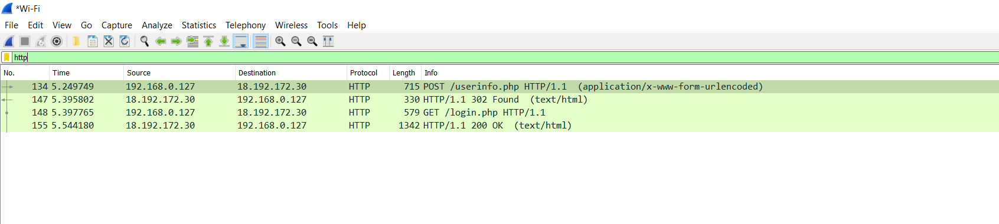 *Wi-Fi
File Edit View Go Capture Analyze Statistics Telephony Wireless Tools Help
http
No. Time Source Destination Protocol Length Info
134 5.249749 192.168.0.127 18.192.172.30 HTTP 715 POST /userinfo.php HTTP/1.1 (application/x-www-form-urlencoded)
147 5.395802 18.192.172.30 192.168.0.127 HTTP 330 HTTP/1.1 302 Found (text/html)
148 5.397765 192.168.0.127 18.192.172.30 HTTP 579 GET /login.php HTTP/1.1
155 5.544180 18.192.172.30 192.168.0.127 HTTP 1342 HTTP/1.1 200 OK (text/html)